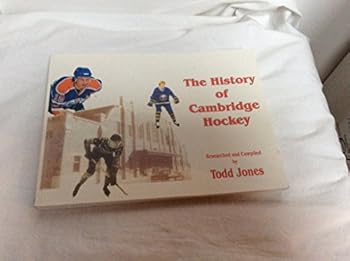 The History
of
Cambridge
Hockey
Researched and Compiled
by
Todd Jones